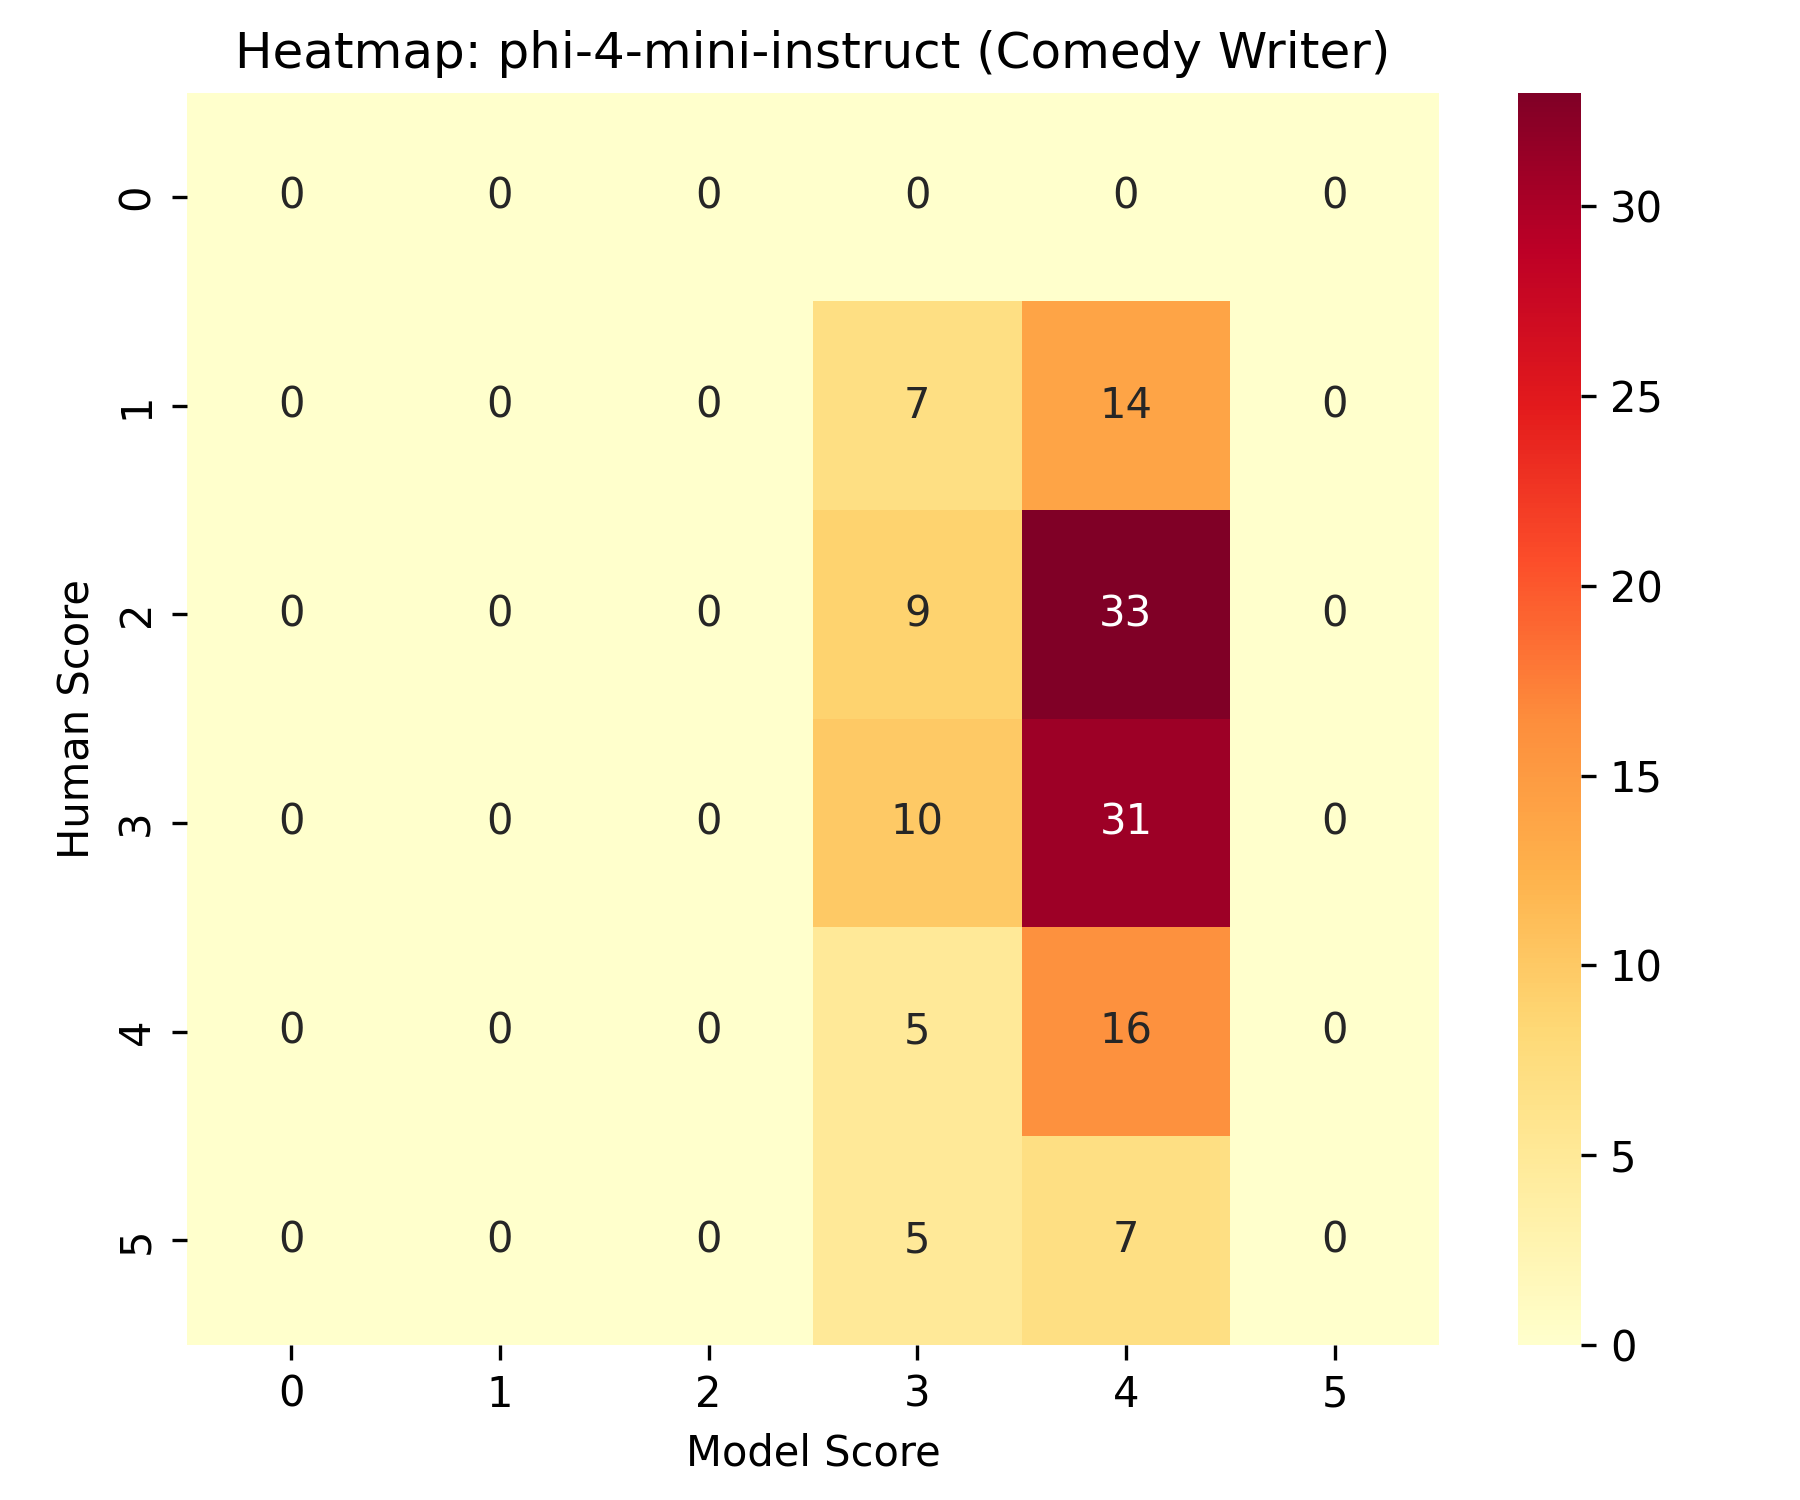 Heatmap: phi-4-mini-instruct (Comedy Writer)
Human Score
0 0 0 0 0 0 0
1 0 0 0 7 14 0
2 0 0 0 9 33 0
3 0 0 0 10 31 0
4 0 0 0 5 16 0
5 0 0 0 5 7 0
0 1 2 3 4 5
Model Score
30
25
20
15
10
5
0